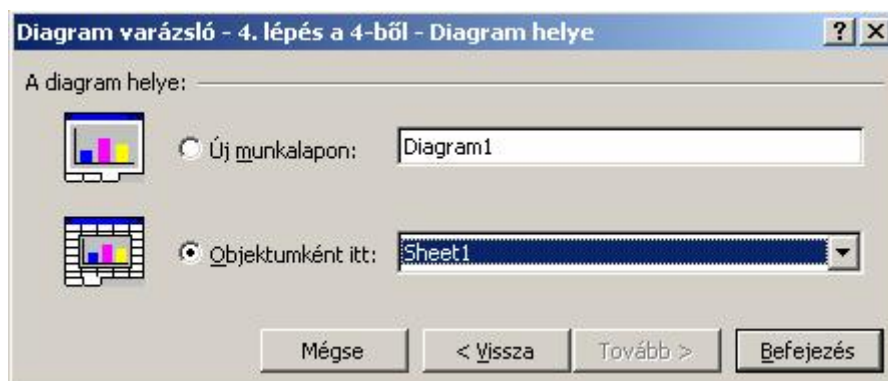 Diagram varázsló - 4. lépés a 4-ből - Diagram helye
A diagram helye:
Új munkalapon: Diagram1
Objektumként itt: Sheet1
Mégse < Vissza Tovább > Befejezés